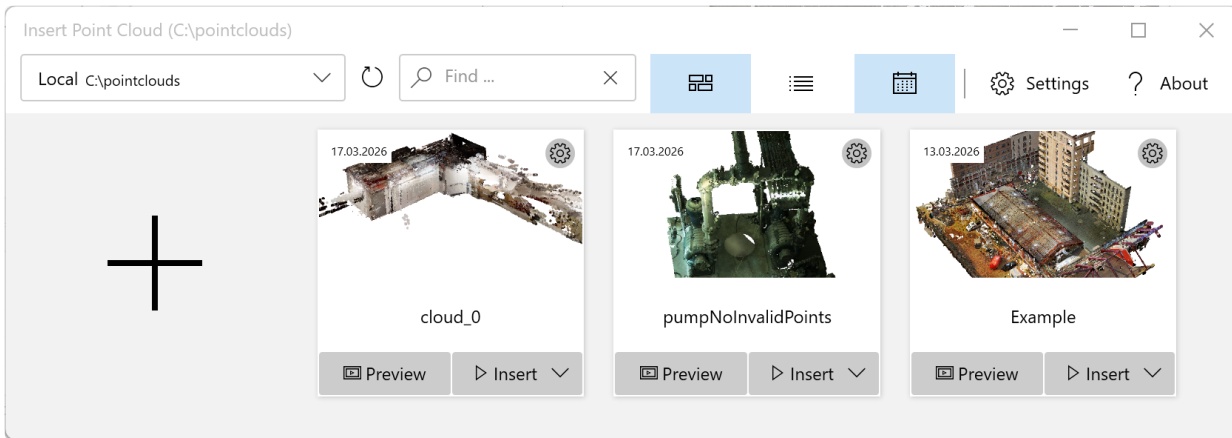 Insert Point Cloud (C:\pointclouds)
Local C:\pointclouds
Find ...
Settings
? About
17.03.2026
17.03.2026
13.03.2026
cloud_0
pumpNoInvalidPoints
Example
Preview
Insert
Preview
Insert
Preview
Insert